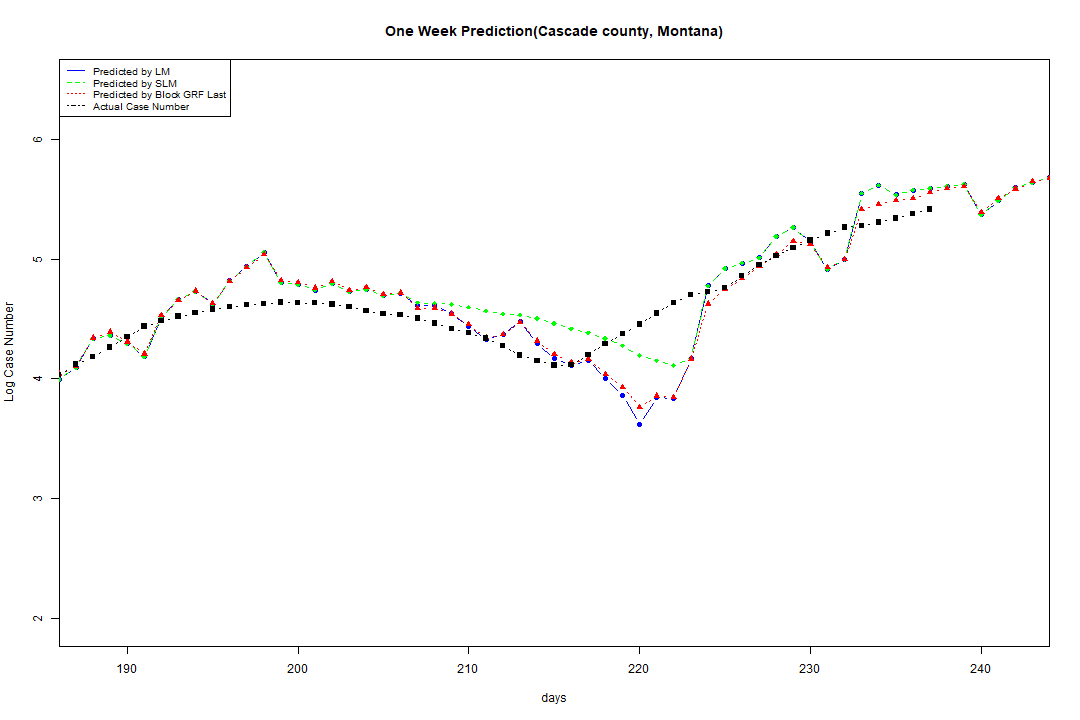 One Week Prediction(Cascade county, Montana)
Predicted by LM
Predicted by SLM
Predicted by Block GRF Last
Actual Case Number
6
5
4
3
2
Log Case Number
190 200 210 220 230 240
days